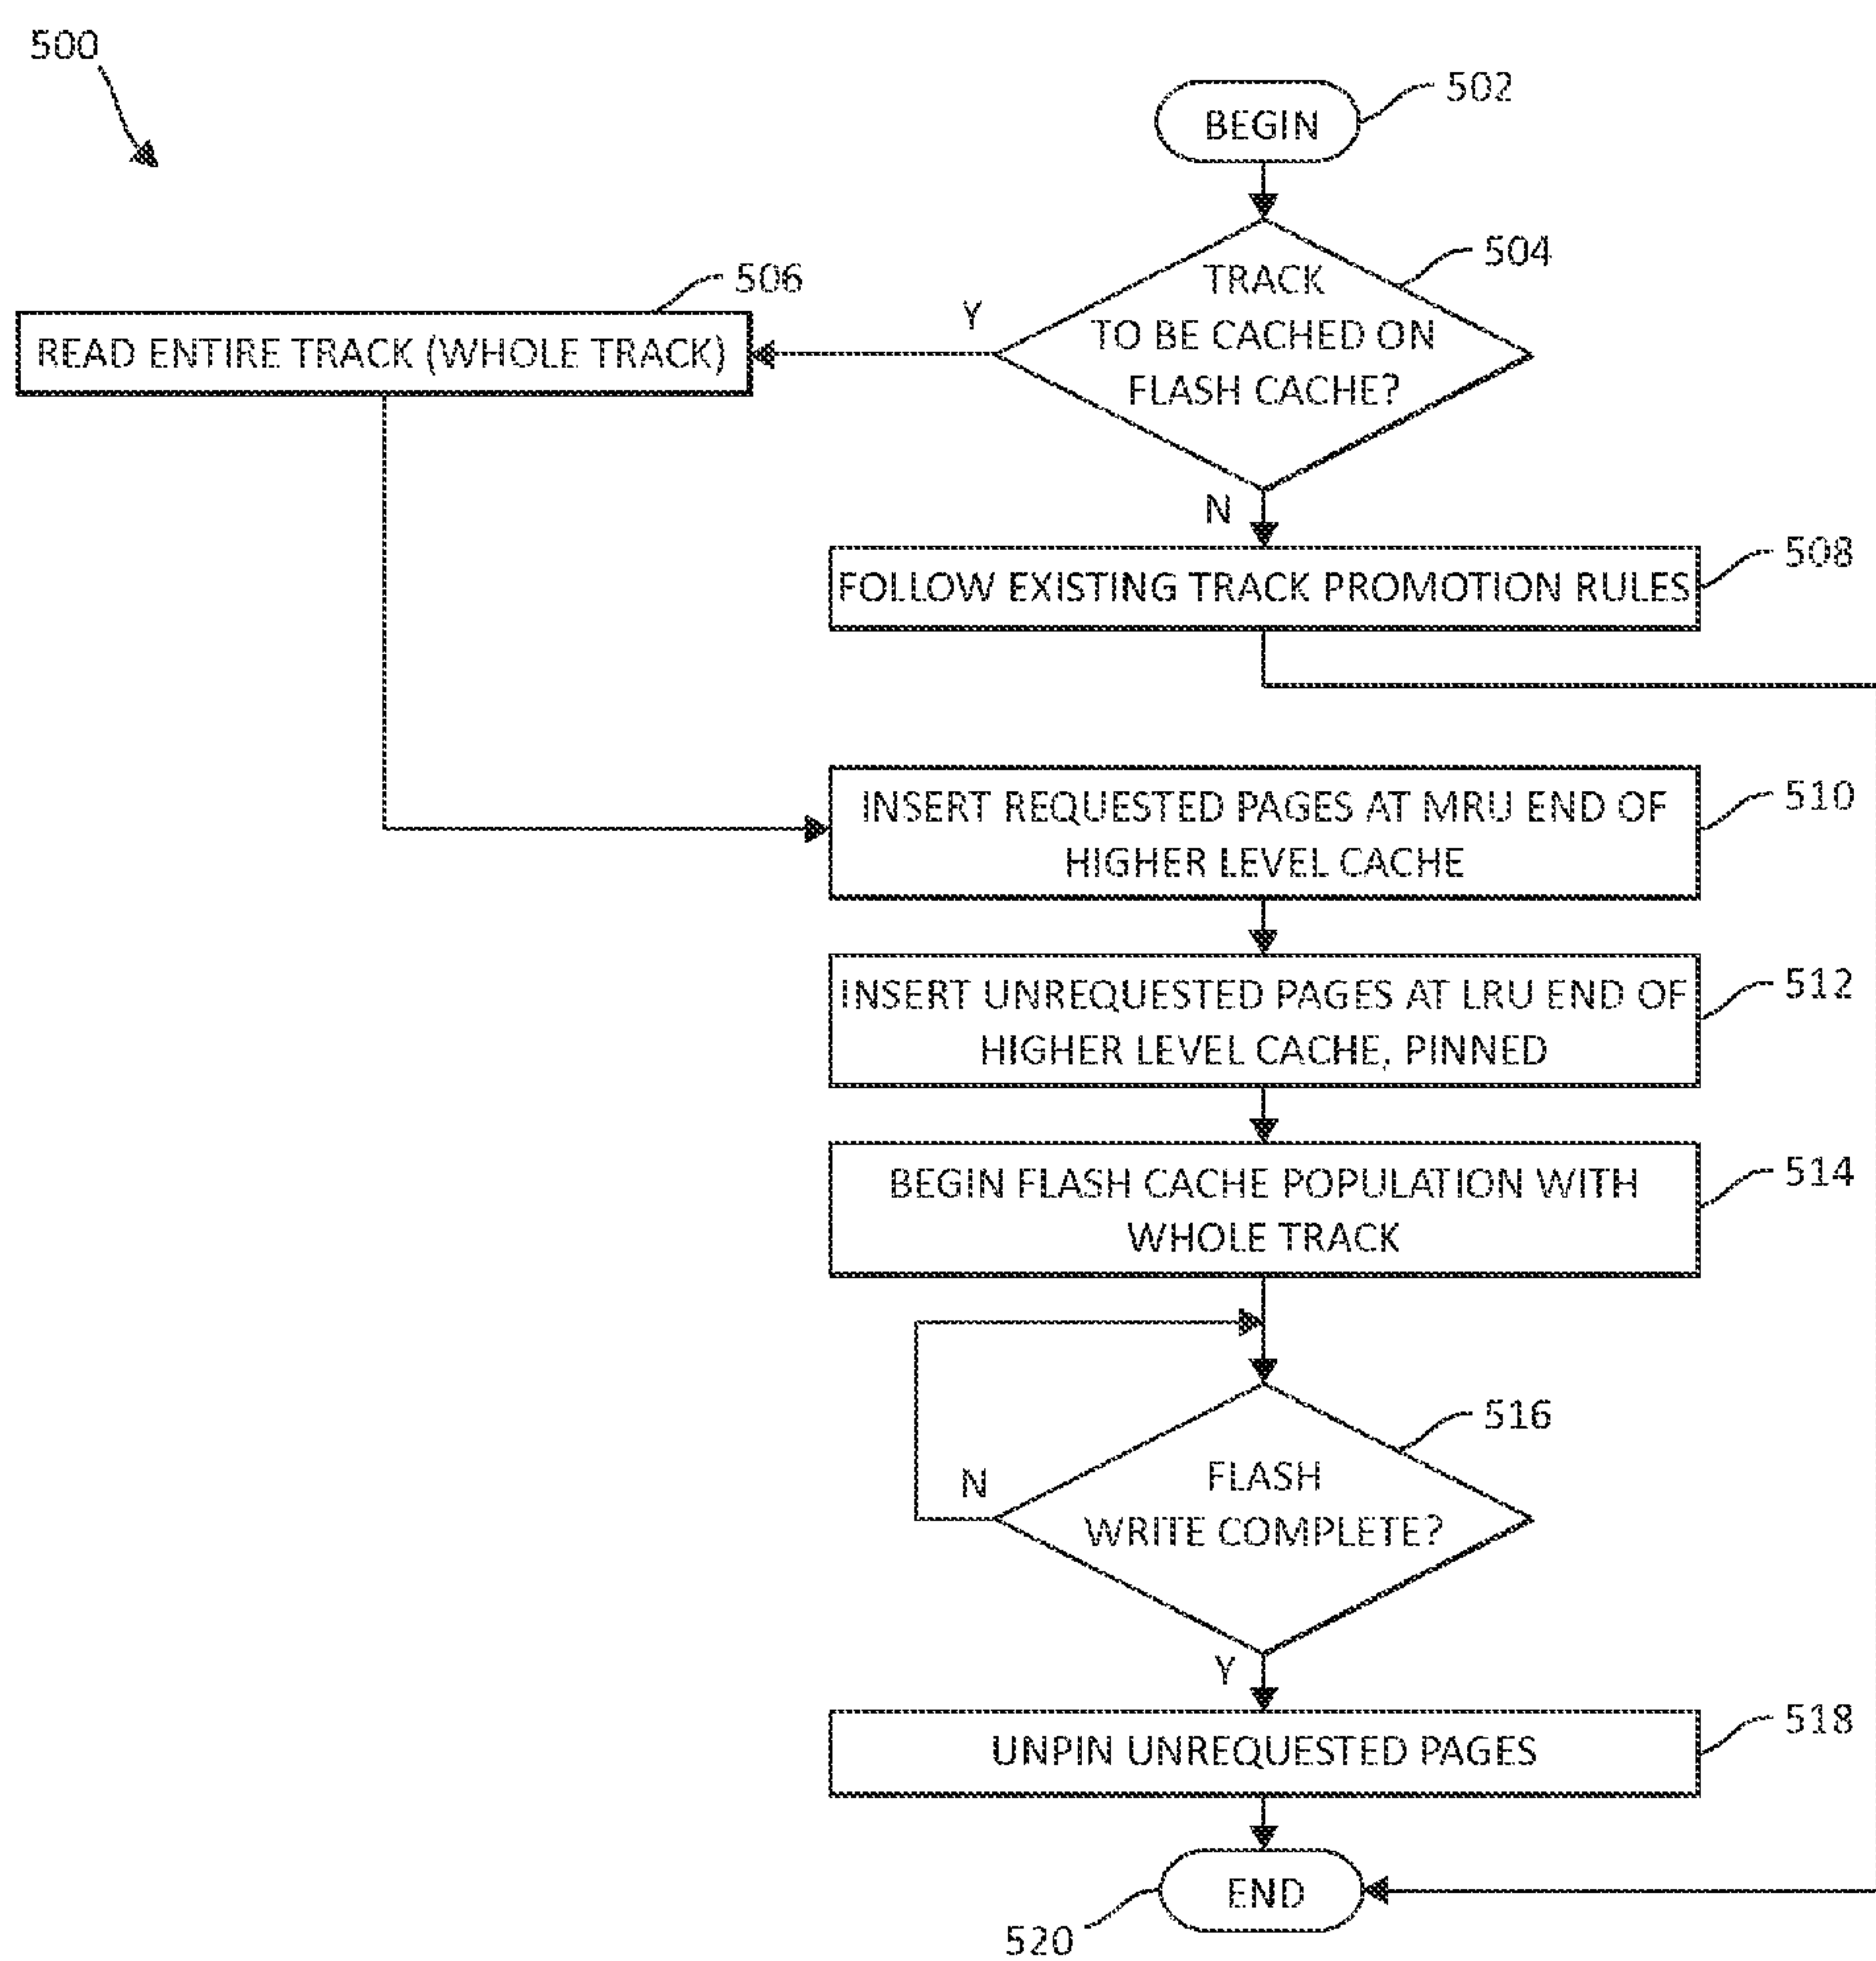 500
BEGIN
502
TRACK
TO BE CACHED ON
FLASH CACHE?
504
Y
506
READ ENTIRE TRACK (WHOLE TRACK)
N
FOLLOW EXISTING TRACK PROMOTION RULES
508
INSERT REQUESTED PAGES AT MRU END OF
HIGHER LEVEL CACHE
510
INSERT UNREQUESTED PAGES AT LRU END OF
HIGHER LEVEL CACHE, PINNED
512
BEGIN FLASH CACHE POPULATION WITH
WHOLE TRACK
514
FLASH
WRITE COMPLETE?
516
N
Y
UNPIN UNREQUESTED PAGES
518
END
520